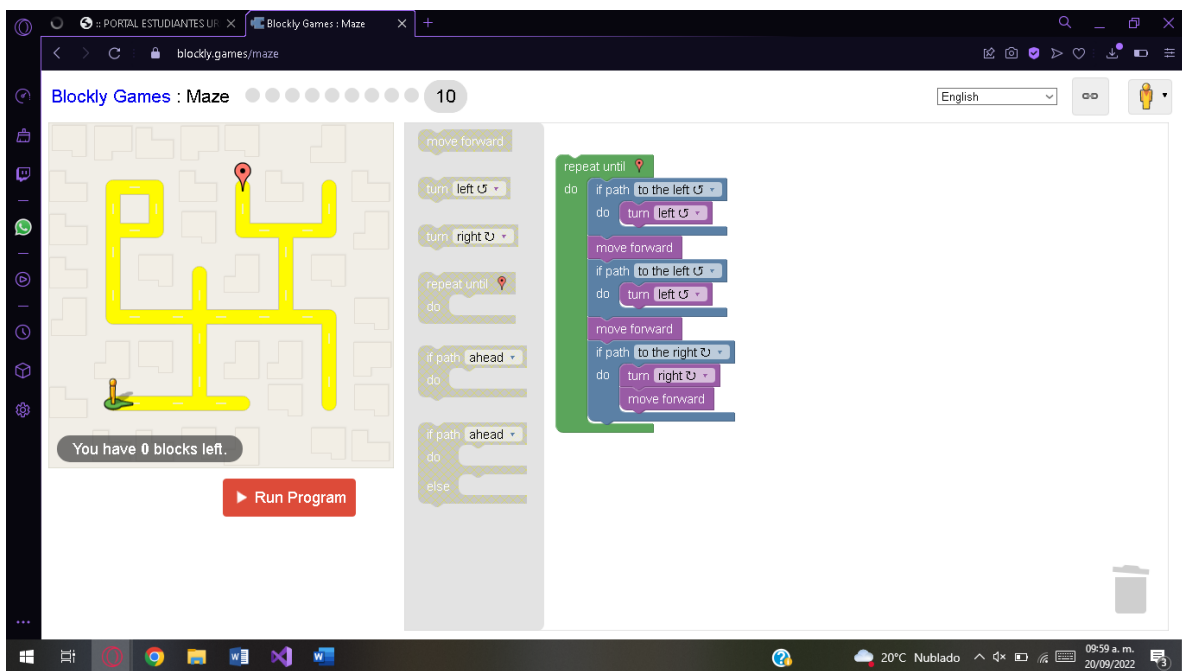 :: PORTAL ESTUDIANTES UR
Blockly Games : Maze
blockly.games/maze
Blockly Games : Maze
10
English
move forward
turn left ↺
turn right ↻
repeat until
do
if path ahead
do
if path ahead
do
else
repeat until
do
if path to the left ↺
do turn left ↺
move forward
if path to the left ↺
do turn left ↺
move forward
if path to the right ↻
do turn right ↻
move forward
You have 0 blocks left.
Run Program
20°C Nublado
09:59 a. m.
20/09/2022
3